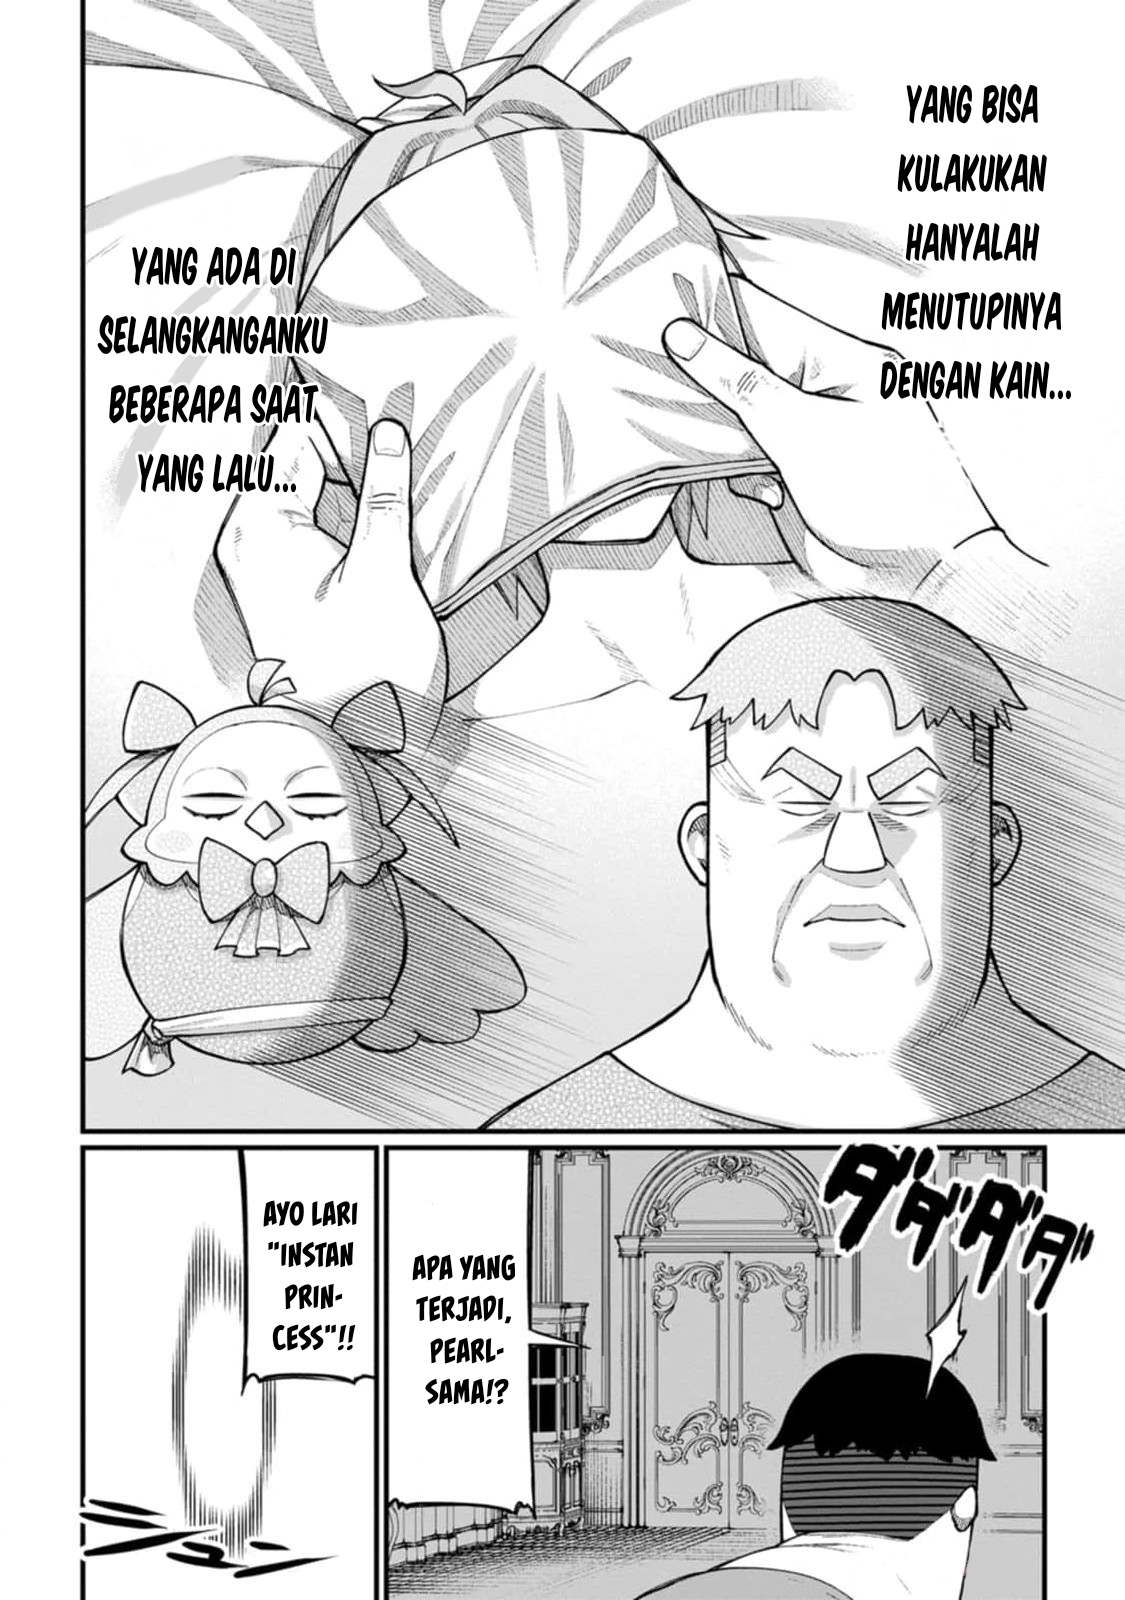 YANG BISA
KULAKUKAN
HANYALAH
MENUTUPINYA
DENGAN KAIN...
YANG ADA DI
SELANGKANGANKU
BEBERAPA SAAT
YANG LALU...
ダダダダダ
APA YANG
TERJADI,
PEARL-
SAMA!?
AYO LARI
"INSTAN
PRIN-
CESS"!!